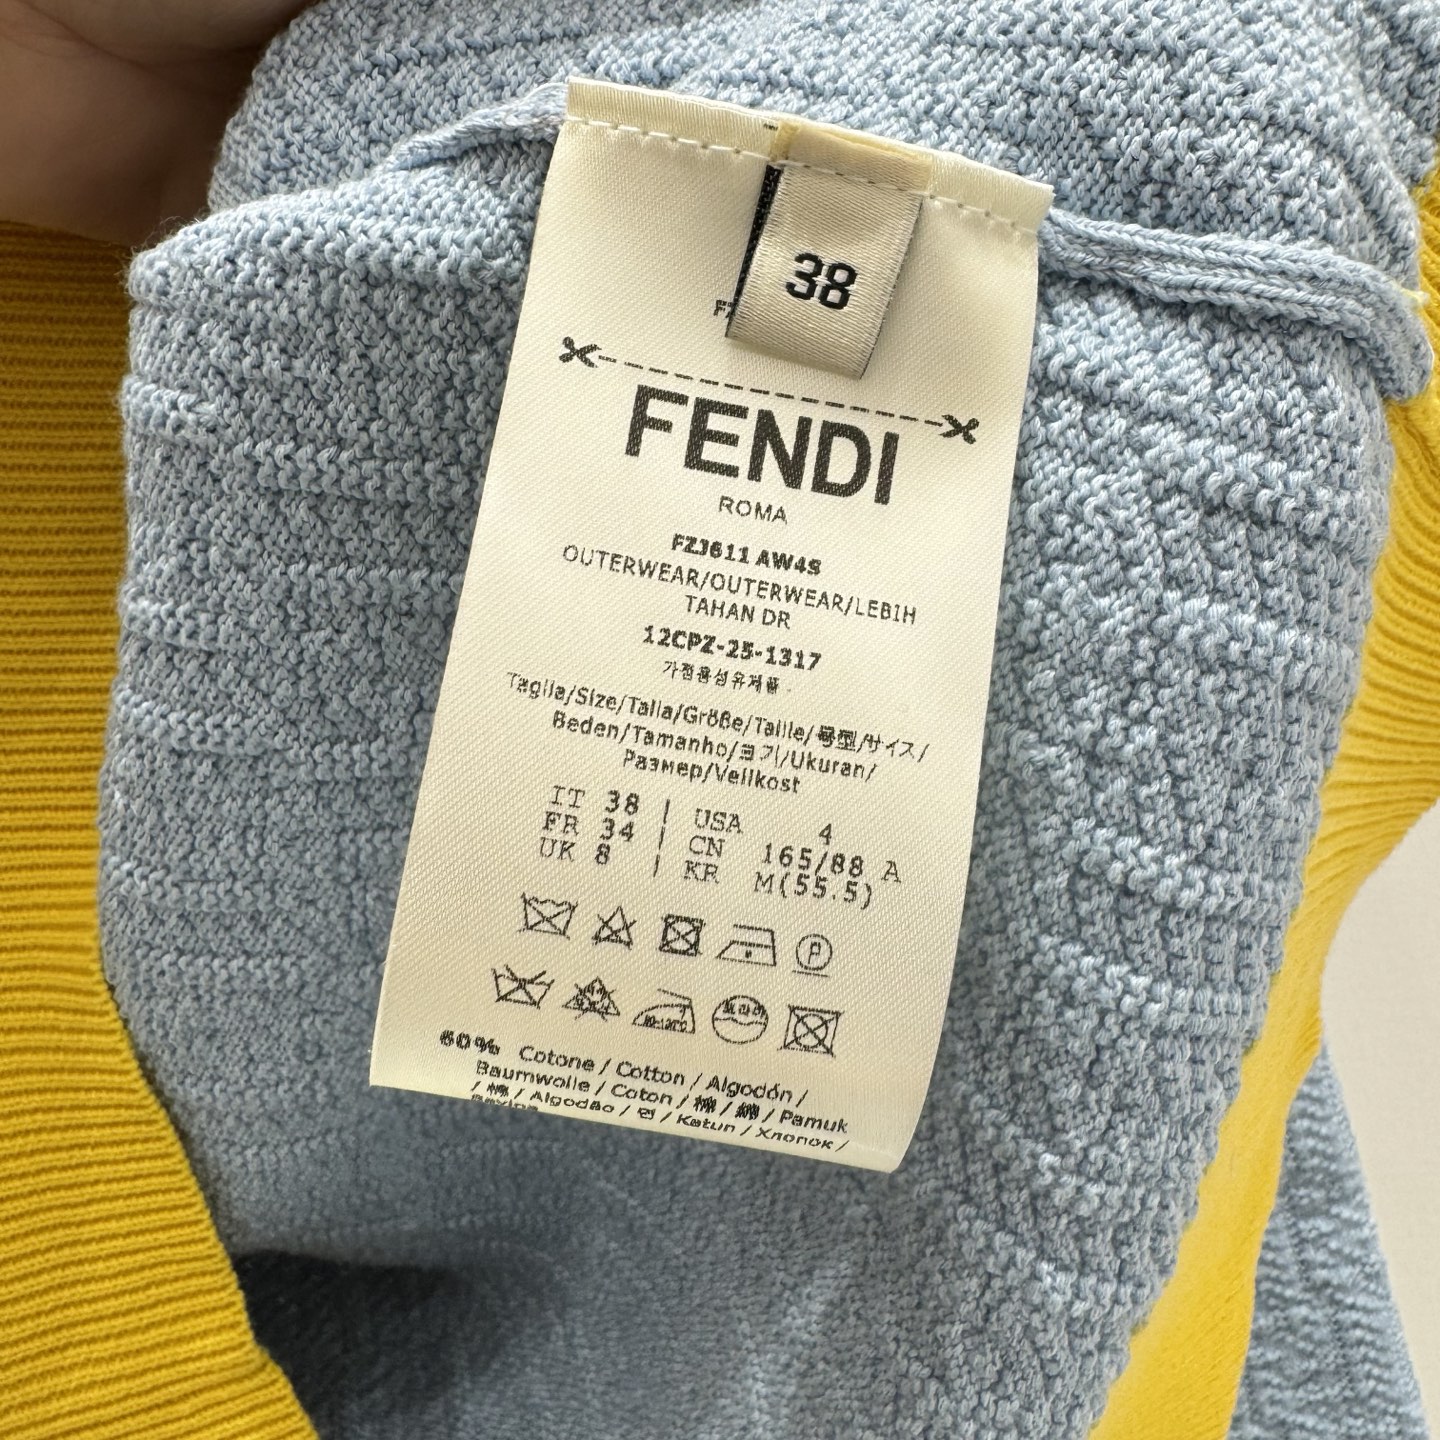 38
FENDI
ROMA
FZJ611 AW4S
OUTERWEAR/OUTERWEAR/LEBIH
TAHAN DR
12CPZ-25-1317
가정용섬유제품
Taglia/Size/Talla/Größe/Taille/号型/サイズ/
Beden/Tamanho/크기/Ukuran/
Размер/Velikost
IT 38 | USA 4
FR 34 | CN 165/88 A
UK 8 | KR M(55.5)
60% Cotone / Cotton / Algodón /
Baumwolle / Coton / 棉 / 綿 / Pamuk
/ 棉 / Algodão / 면 / Katun / Хлопок /